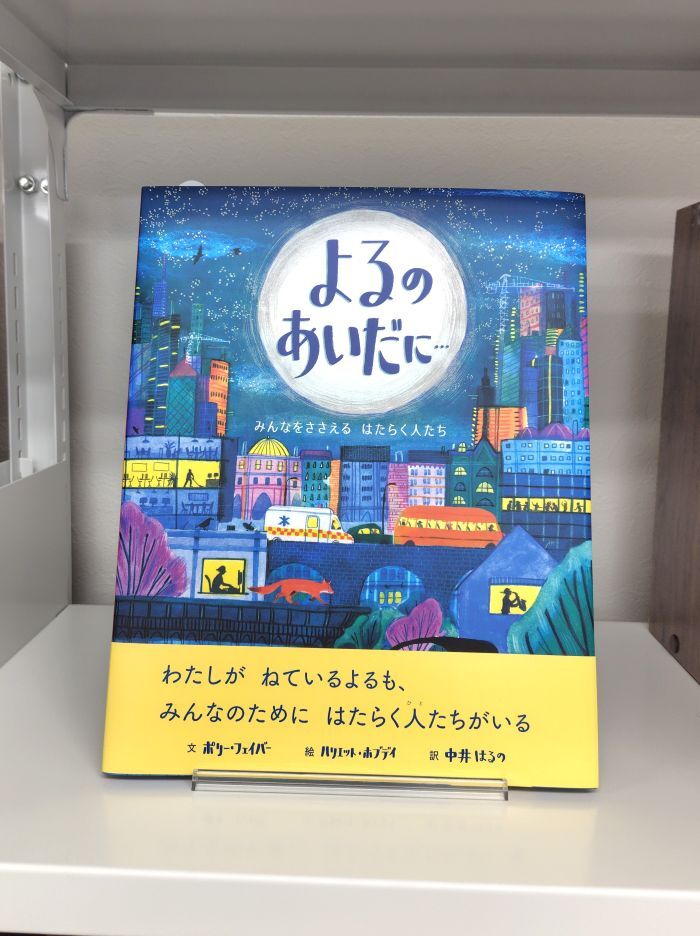 よるの
あいだに…
みんなをささえる はたらく人たち
わたしが ねているよるも、
みんなのために はたらく人たちがいる
ひと
文 ポリー・フェイバー 絵 ハリエット・ホブデイ 訳 中井はるの